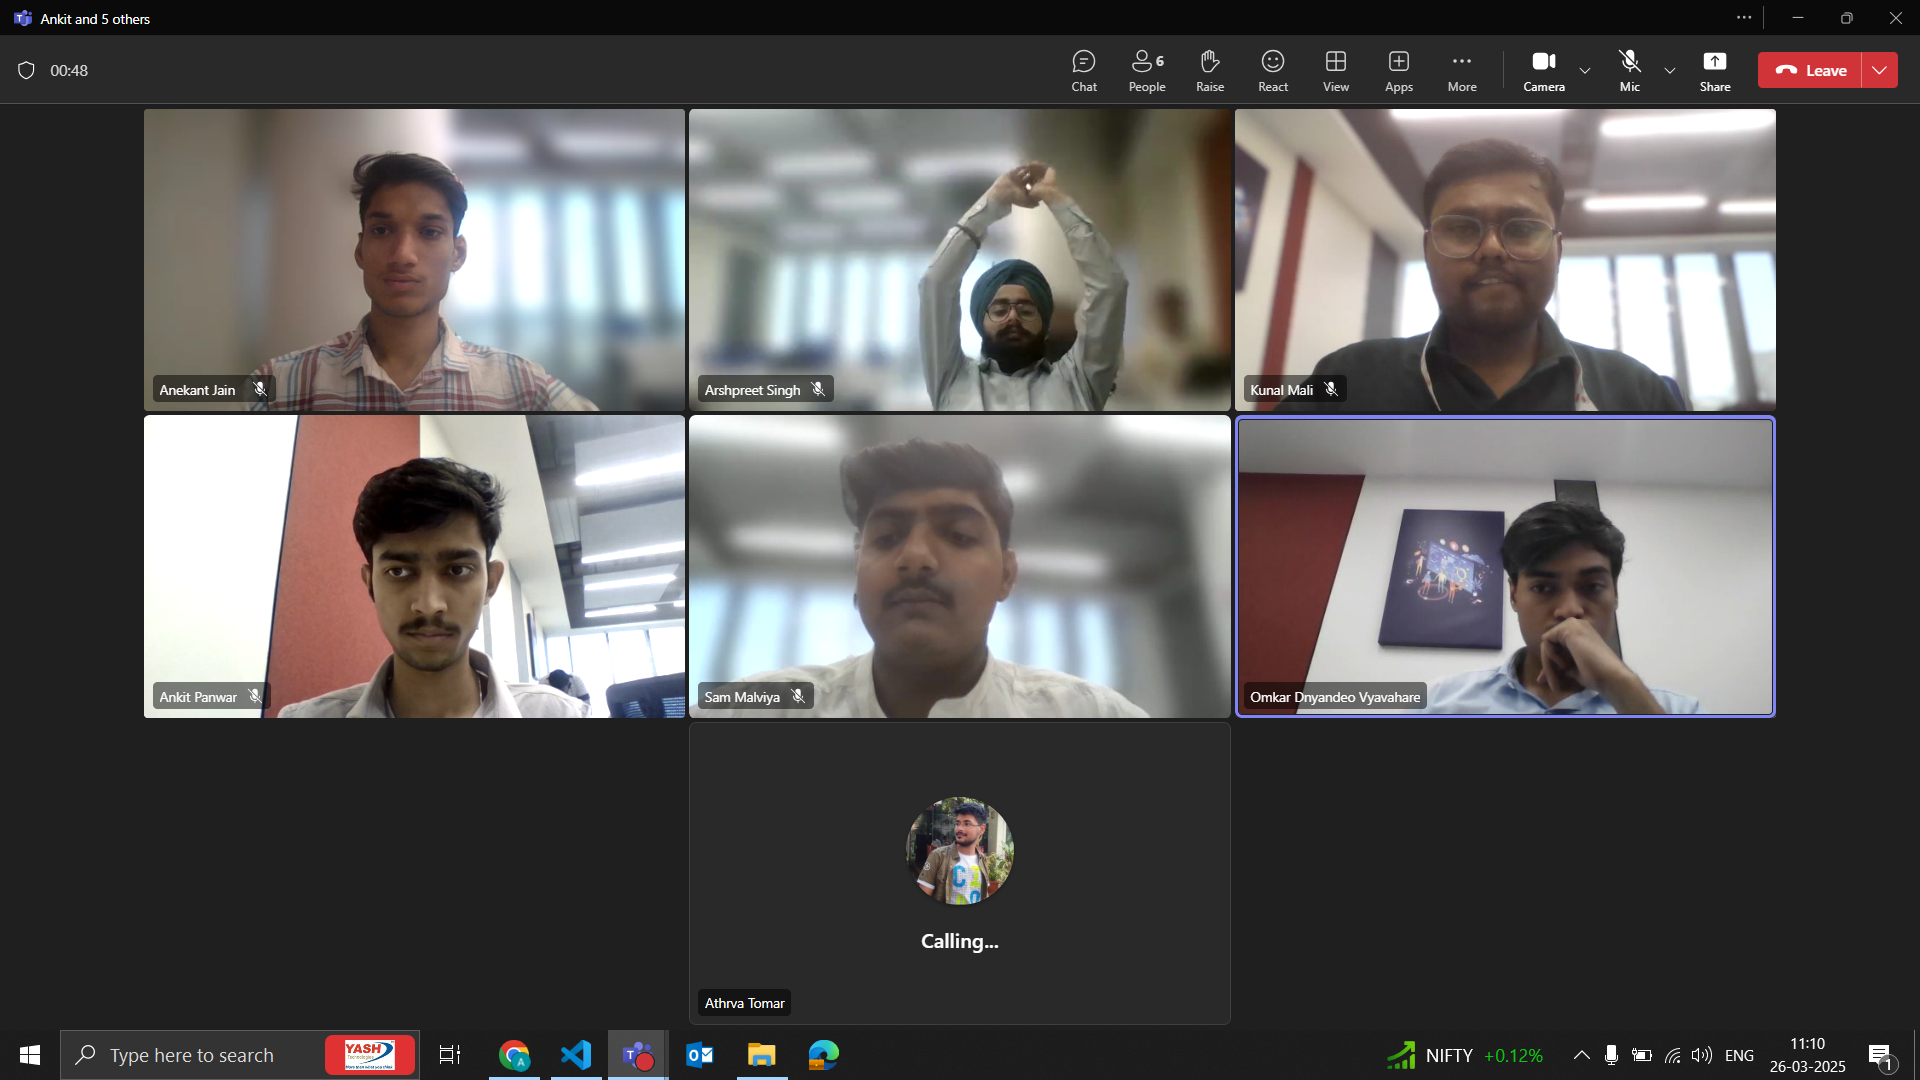 Ankit and 5 others
00:48
Chat
People
6
Raise
React
View
Apps
More
Camera
Mic
Share
Leave
Anekant Jain
Arshpreet Singh
Kunal Mali
Ankit Panwar
Sam Malviya
Omkar Dnyandeo Vyavahare
Calling...
Athrva Tomar
Type here to search
YASH
Technologies
NIFTY +0.12%
ENG
11:10
26-03-2025
1